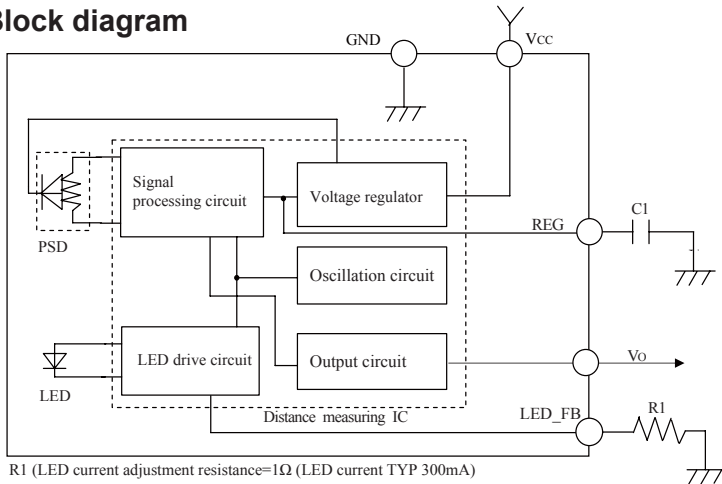 Block diagram
GND
Vcc
Signal
processing circuit
Voltage regulator
C1
REG
PSD
Oscillation circuit
LED drive circuit
Output circuit
Vo
LED
Distance measuring IC
LED_FB
R1
R1 (LED current adjustment resistance=1Ω (LED current TYP 300mA)